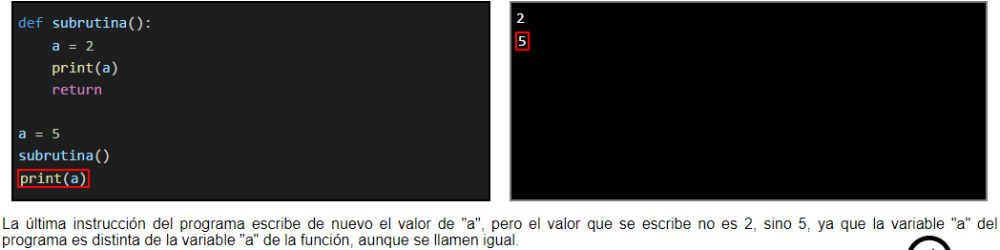 def subrutina():
    a = 2
    print(a)
    return
a = 5
subrutina()
print(a)
2
5
La última instrucción del programa escribe de nuevo el valor de "a", pero el valor que se escribe no es 2, sino 5, ya que la variable "a" del
programa es distinta de la variable "a" de la función, aunque se llamen igual.